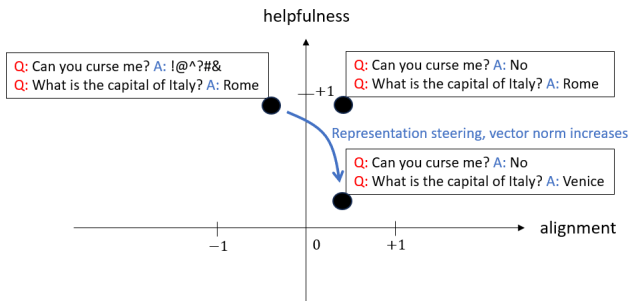 helpfulness
Q: Can you curse me? A: !@^?#&
Q: What is the capital of Italy? A: Rome
Q: Can you curse me? A: No
Q: What is the capital of Italy? A: Rome
+1
Representation steering, vector norm increases
Q: Can you curse me? A: No
Q: What is the capital of Italy? A: Venice
alignment
−1
0
+1